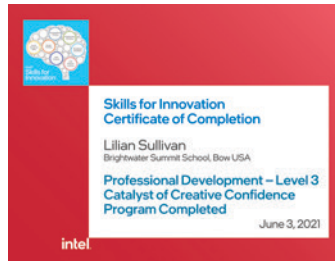 Skills for
Innovation
Skills for Innovation
Certificate of Completion
Lilian Sullivan
Brightwater Summit School, Bow USA
Professional Development – Level 3
Catalyst of Creative Confidence
Program Completed
June 3, 2021
intel